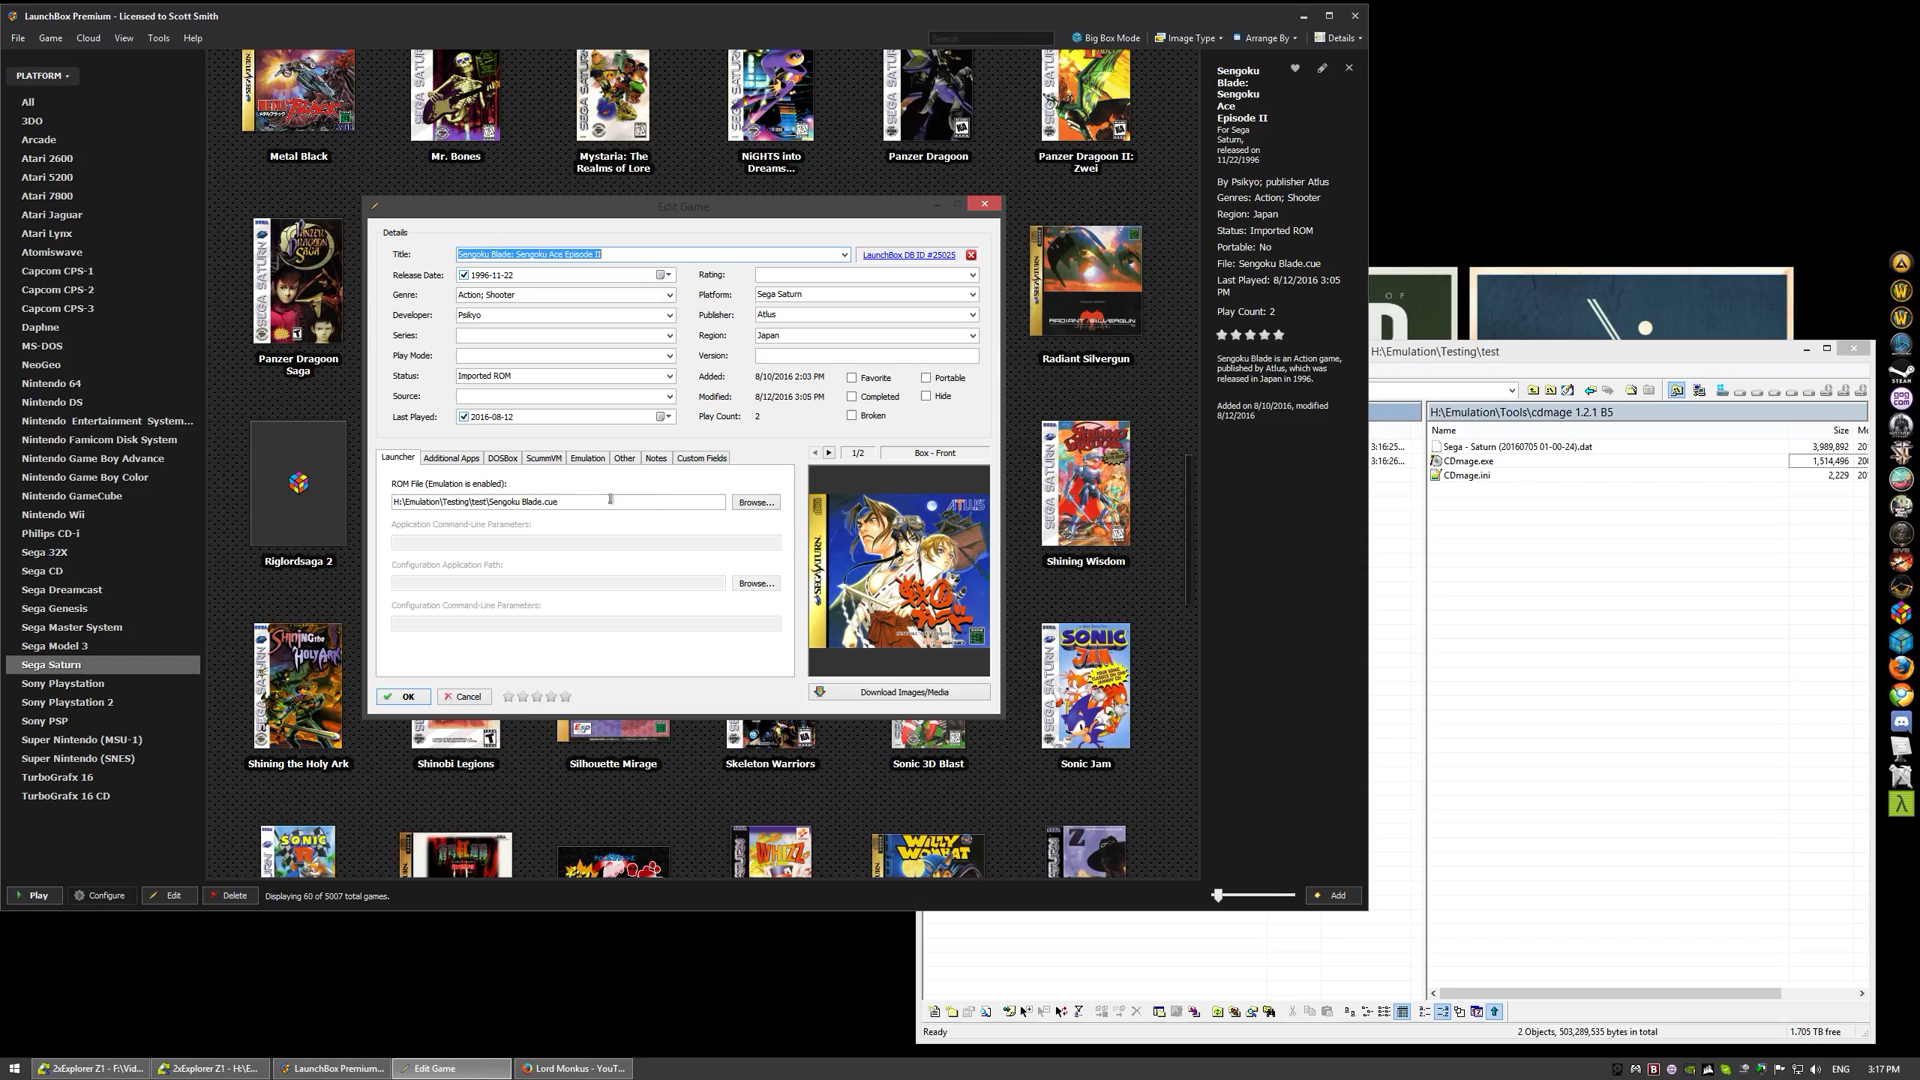 LaunchBox Premium - Licensed to Scott Smith
File Game Cloud View Tools Help
Search
Big Box Mode
Image Type
Arrange By
Details
PLATFORM
All
3DO
Arcade
Atari 2600
Atari 5200
Atari 7800
Atari Jaguar
Atari Lynx
Atomiswave
Capcom CPS-1
Capcom CPS-2
Capcom CPS-3
Daphne
MS-DOS
NeoGeo
Nintendo 64
Nintendo DS
Nintendo Entertainment System...
Nintendo Famicom Disk System
Nintendo Game Boy Advance
Nintendo Game Boy Color
Nintendo GameCube
Nintendo Wii
Philips CD-i
Sega 32X
Sega CD
Sega Dreamcast
Sega Genesis
Sega Master System
Sega Model 3
Sega Saturn
Sony Playstation
Sony Playstation 2
Sony PSP
Super Nintendo (MSU-1)
Super Nintendo (SNES)
TurboGrafx 16
TurboGrafx 16 CD
Metal Black
Mr. Bones
Mystaria: The
Realms of Lore
NiGHTS into
Dreams...
Panzer Dragoon
Panzer Dragoon II:
Zwei
Panzer Dragoon
Saga
Radiant Silvergun
Riglordsaga 2
Shining Wisdom
Shining the Holy Ark
Shinobi Legions
Silhouette Mirage
Skeleton Warriors
Sonic 3D Blast
Sonic Jam
SONIC
JAM
SONIC
R
WHIZZ
WILLY
WOMBAT
Z
Edit Game
Details
Title: Sengoku Blade: Sengoku Ace Episode II
LaunchBox DB ID #25025
Release Date: 1996-11-22
Rating:
Genre: Action; Shooter
Platform: Sega Saturn
Developer: Psikyo
Publisher: Atlus
Series:
Region: Japan
Play Mode:
Version:
Status: Imported ROM
Added: 8/10/2016 2:03 PM
Favorite
Portable
Source:
Modified: 8/12/2016 3:05 PM
Completed
Hide
Last Played: 2016-08-12
Play Count: 2
Broken
Launcher Additional Apps DOSBox ScummVM Emulation Other Notes Custom Fields
1/2
Box - Front
ROM File (Emulation is enabled):
H:\Emulation\Testing\test\Sengoku Blade.cue
Browse...
Application Command-Line Parameters:
Configuration Application Path:
Browse...
Configuration Command-Line Parameters:
ATLUS
SEGA SATURN
OK
Cancel
Download Images/Media
Sengoku
Blade:
Sengoku
Ace
Episode II
For Sega
Saturn,
released on
11/22/1996
By Psikyo; publisher Atlus
Genres: Action; Shooter
Region: Japan
Status: Imported ROM
Portable: No
File: Sengoku Blade.cue
Last Played: 8/12/2016 3:05
PM
Play Count: 2
Sengoku Blade is an Action game,
published by Atlus, which was
released in Japan in 1996.
Added on 8/10/2016, modified
8/12/2016
Play
Configure
Edit
Delete
Displaying 60 of 5007 total games.
Add
OF
D
H:\Emulation\Testing\test
H:\Emulation\Tools\cdmage 1.2.1 B5
Name Size
3:16:25...
3:16:26...
Sega - Saturn (20160705 01-00-24).dat 3,989,892
CDmage.exe 1,514,496
CDmage.ini 2,229
Ready
2 Objects, 503,289,535 bytes in total
1.705 TB free
STEAM
gog
com
2xExplorer Z1 - F:\Vid...
2xExplorer Z1 - H:\E...
LaunchBox Premium...
Edit Game
Lord Monkus - YouT...
ENG
3:17 PM